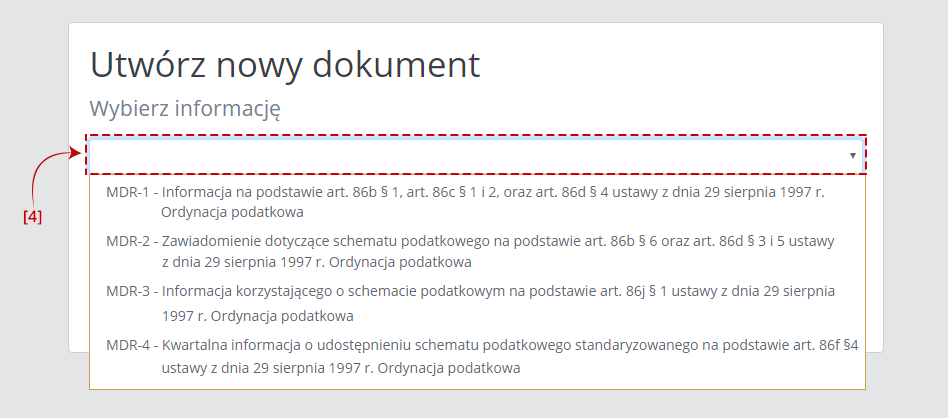 Utwórz nowy dokument
Wybierz informację
[4]
MDR-1 - Informacja na podstawie art. 86b § 1, art. 86c § 1 i 2, oraz art. 86d § 4 ustawy z dnia 29 sierpnia 1997 r.
Ordynacja podatkowa
MDR-2 - Zawiadomienie dotyczące schematu podatkowego na podstawie art. 86b § 6 oraz art. 86d § 3 i 5 ustawy
z dnia 29 sierpnia 1997 r. Ordynacja podatkowa
MDR-3 - Informacja korzystającego o schemacie podatkowym na podstawie art. 86j § 1 ustawy z dnia 29 sierpnia
1997 r. Ordynacja podatkowa
MDR-4 - Kwartalna informacja o udostępnieniu schematu podatkowego standaryzowanego na podstawie art. 86f §4
ustawy z dnia 29 sierpnia 1997 r. Ordynacja podatkowa